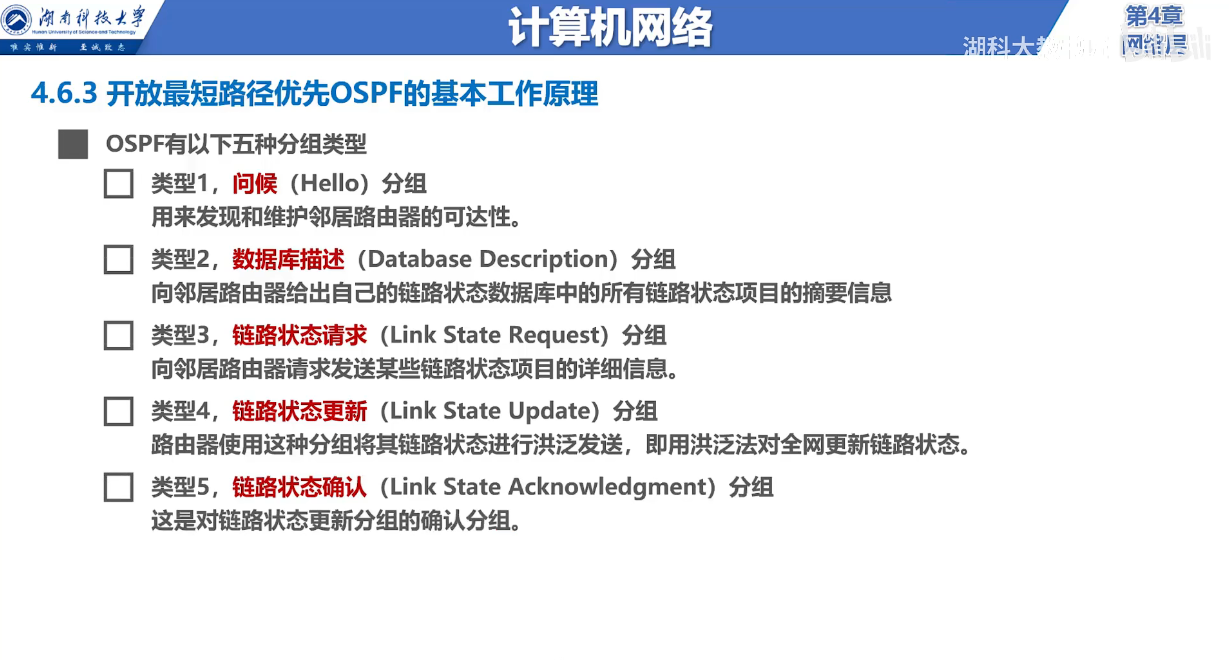 湖南科技大学
Hunan University of Science and Technology
唯实惟新 至诚致志
计算机网络
第4章
网络层
4.6.3 开放最短路径优先OSPF的基本工作原理
OSPF有以下五种分组类型
类型1，问候（Hello）分组
用来发现和维护邻居路由器的可达性。
类型2，数据库描述（Database Description）分组
向邻居路由器给出自己的链路状态数据库中的所有链路状态项目的摘要信息
类型3，链路状态请求（Link State Request）分组
向邻居路由器请求发送某些链路状态项目的详细信息。
类型4，链路状态更新（Link State Update）分组
路由器使用这种分组将其链路状态进行洪泛发送，即用洪泛法对全网更新链路状态。
类型5，链路状态确认（Link State Acknowledgment）分组
这是对链路状态更新分组的确认分组。